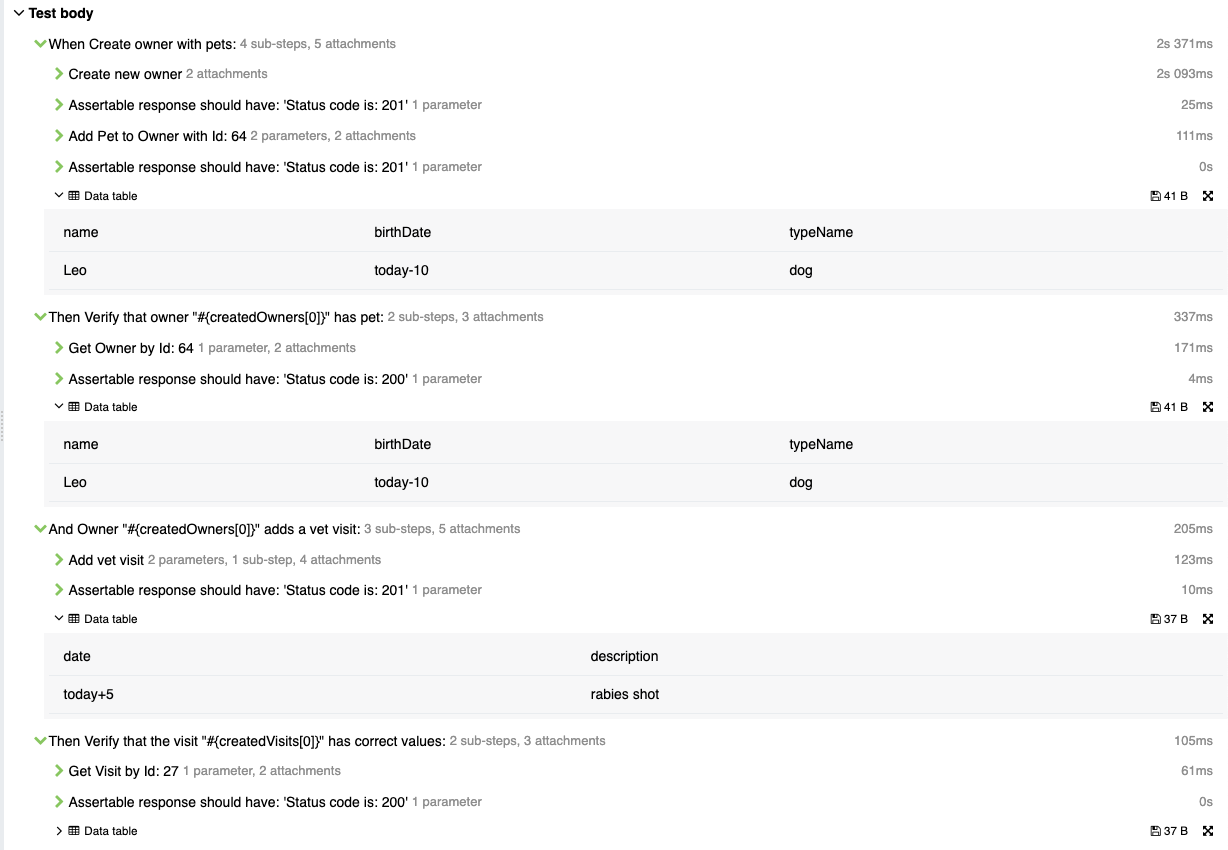 Test body
When Create owner with pets: 4 sub-steps, 5 attachments 2s 371ms
Create new owner 2 attachments 2s 093ms
Assertable response should have: 'Status code is: 201' 1 parameter 25ms
Add Pet to Owner with Id: 64 2 parameters, 2 attachments 111ms
Assertable response should have: 'Status code is: 201' 1 parameter 0s
Data table 41 B
name birthDate typeName
Leo today-10 dog
Then Verify that owner "#{createdOwners[0]}" has pet: 2 sub-steps, 3 attachments 337ms
Get Owner by Id: 64 1 parameter, 2 attachments 171ms
Assertable response should have: 'Status code is: 200' 1 parameter 4ms
Data table 41 B
name birthDate typeName
Leo today-10 dog
And Owner "#{createdOwners[0]}" adds a vet visit: 3 sub-steps, 5 attachments 205ms
Add vet visit 2 parameters, 1 sub-step, 4 attachments 123ms
Assertable response should have: 'Status code is: 201' 1 parameter 10ms
Data table 37 B
date description
today+5 rabies shot
Then Verify that the visit "#{createdVisits[0]}" has correct values: 2 sub-steps, 3 attachments 105ms
Get Visit by Id: 27 1 parameter, 2 attachments 61ms
Assertable response should have: 'Status code is: 200' 1 parameter 0s
Data table 37 B